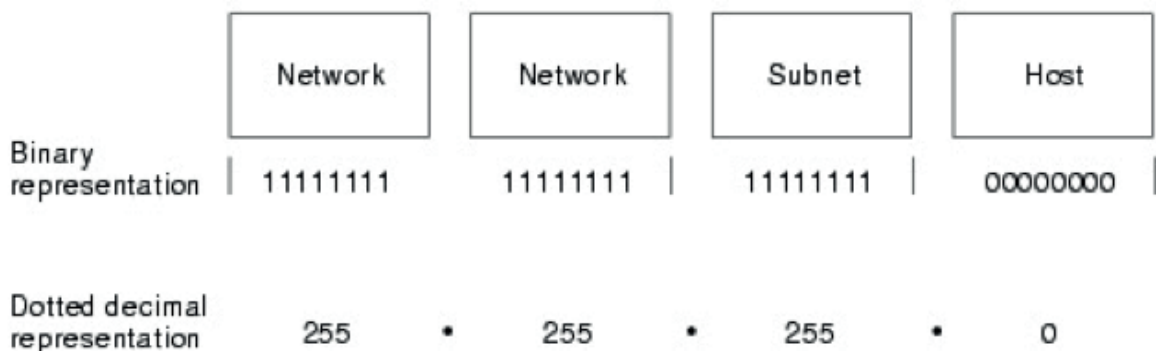 Network Network Subnet Host
Binary
representation 11111111 11111111 11111111 00000000
Dotted decimal
representation 255 • 255 • 255 • 0